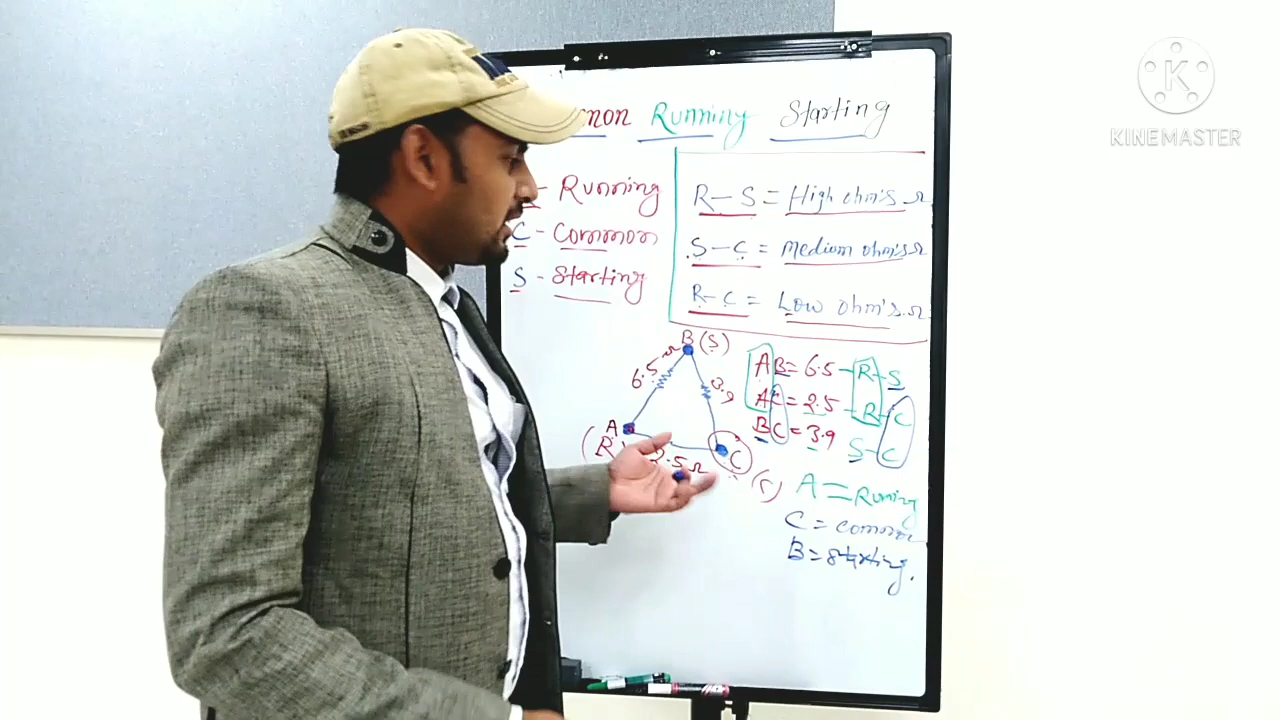 K
KINEMASTER
mon Running Starting
- Running
C - Common
S - Starting
R-S = High ohm's Ω
S-C = Medium ohm's Ω
R-C = Low ohm's Ω
B (S)
6.5 Ω
3.9
A
(R)
2.5 Ω
C
AB = 6.5 - R-S
AC = 2.5 - R-C
BC = 3.9 S-C
A = Runing
C = common
B = starting.